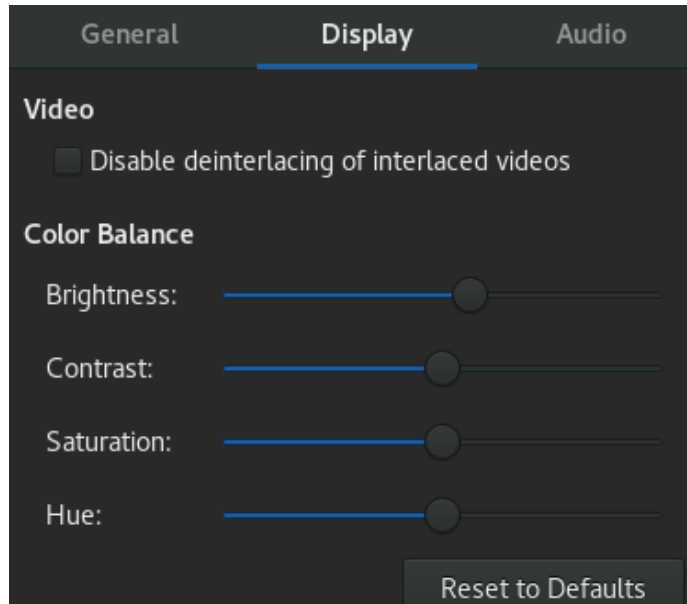 General Display Audio
Video
Disable deinterlacing of interlaced videos
Color Balance
Brightness:
Contrast:
Saturation:
Hue:
Reset to Defaults